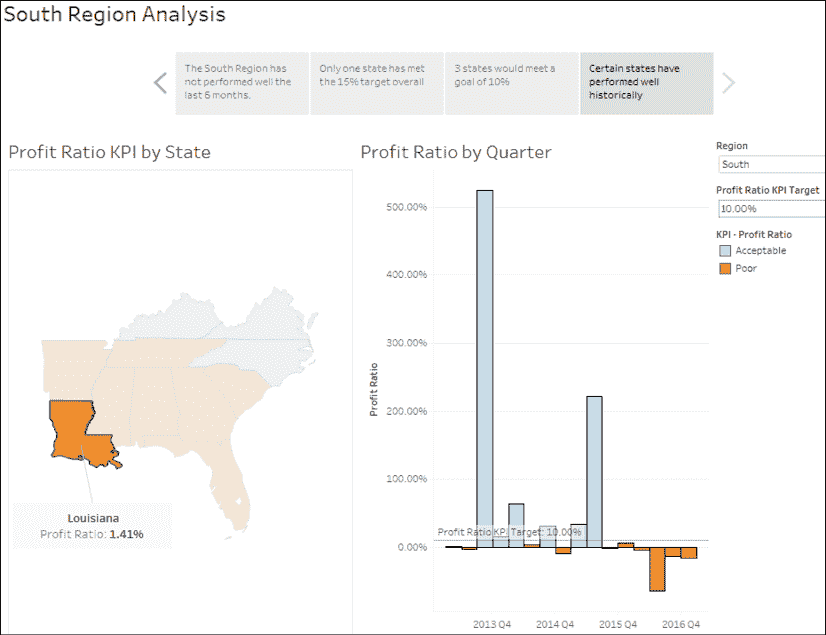 South Region Analysis
The South Region has
not performed well the
last 6 months.
Only one state has met
the 15% target overall
3 states would meet a
goal of 10%
Certain states have
performed well
historically
Profit Ratio KPI by State
Louisiana
Profit Ratio: 1.41%
Profit Ratio by Quarter
Profit Ratio
500.00%
400.00%
300.00%
200.00%
100.00%
0.00%
Profit Ratio KPI Target: 10.00%
2013 Q4
2014 Q4
2015 Q4
2016 Q4
Region
South
Profit Ratio KPI Target
10.00%
KPI - Profit Ratio
Acceptable
Poor